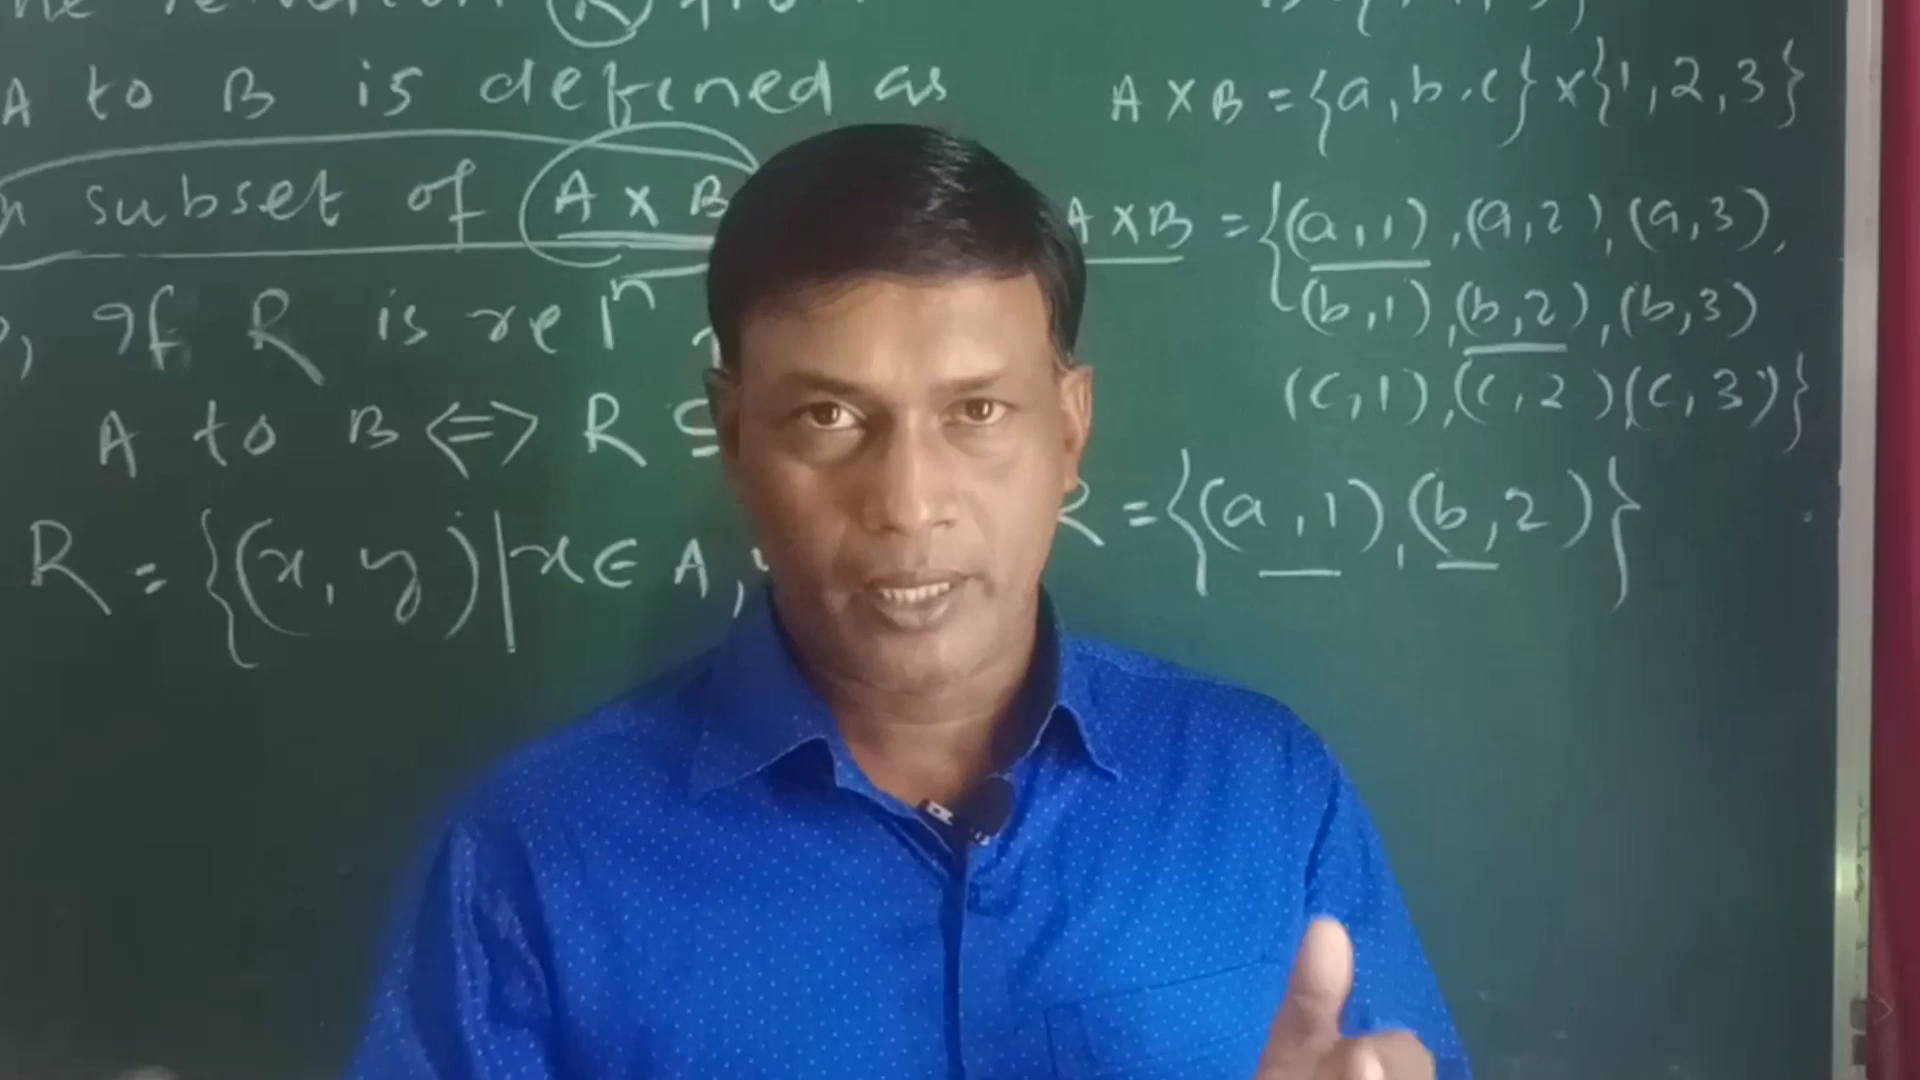 A to B is defined as
subset of A × B
If R is rel^n
A to B <=> R ⊆
R = {(x, y) | x ∈ A,
A × B = {a, b, c} × {1, 2, 3}
A × B = {(a, 1), (a, 2), (a, 3),
(b, 1), (b, 2), (b, 3)
(c, 1), (c, 2) (c, 3)}
R = {(a, 1), (b, 2)}